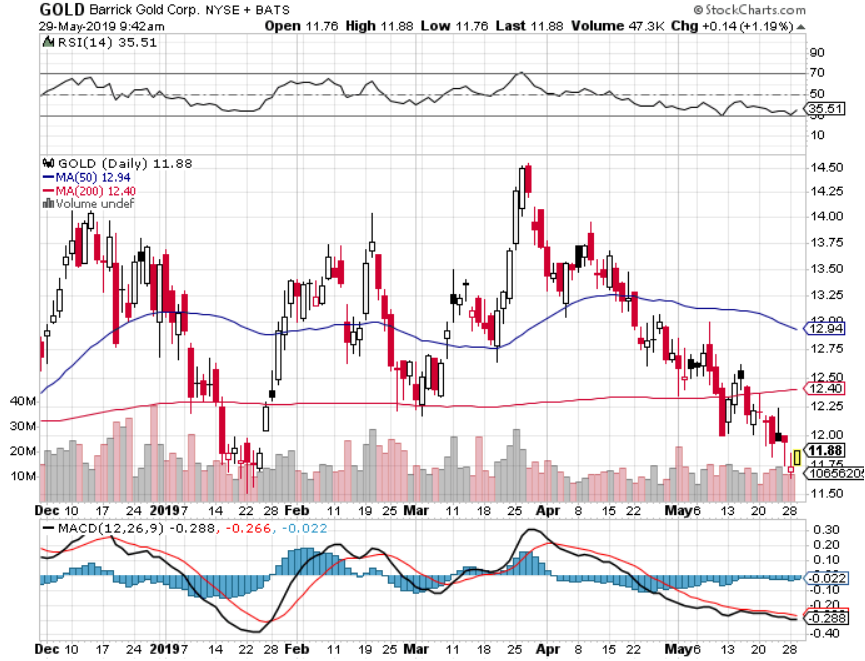 GOLD Barrick Gold Corp. NYSE + BATS © StockCharts.com
29-May-2019 9:42am Open 11.76 High 11.88 Low 11.76 Last 11.88 Volume 47.3K Chg +0.14 (+1.19%)
RSI(14) 35.51
90
70
50
35.51
30
10
GOLD (Daily) 11.88
MA(50) 12.94
MA(200) 12.40
Volume undef
14.50
14.25
14.00
13.75
13.50
13.25
13.00
12.94
12.75
12.50
12.40
12.25
12.00
11.88
11.75
10656205
11.50
40M
30M
20M
10M
Dec 10 17 24 2019 7 14 22 28 Feb 11 19 25 Mar 11 18 25 Apr 8 15 22 May 6 13 20 28
MACD(12,26,9) -0.288, -0.266, -0.022
0.30
0.20
0.10
-0.022
-0.10
-0.20
-0.288
-0.40
Dec 10 17 24 2019 7 14 22 28 Feb 11 19 25 Mar 11 18 25 Apr 8 15 22 May 6 13 20 28